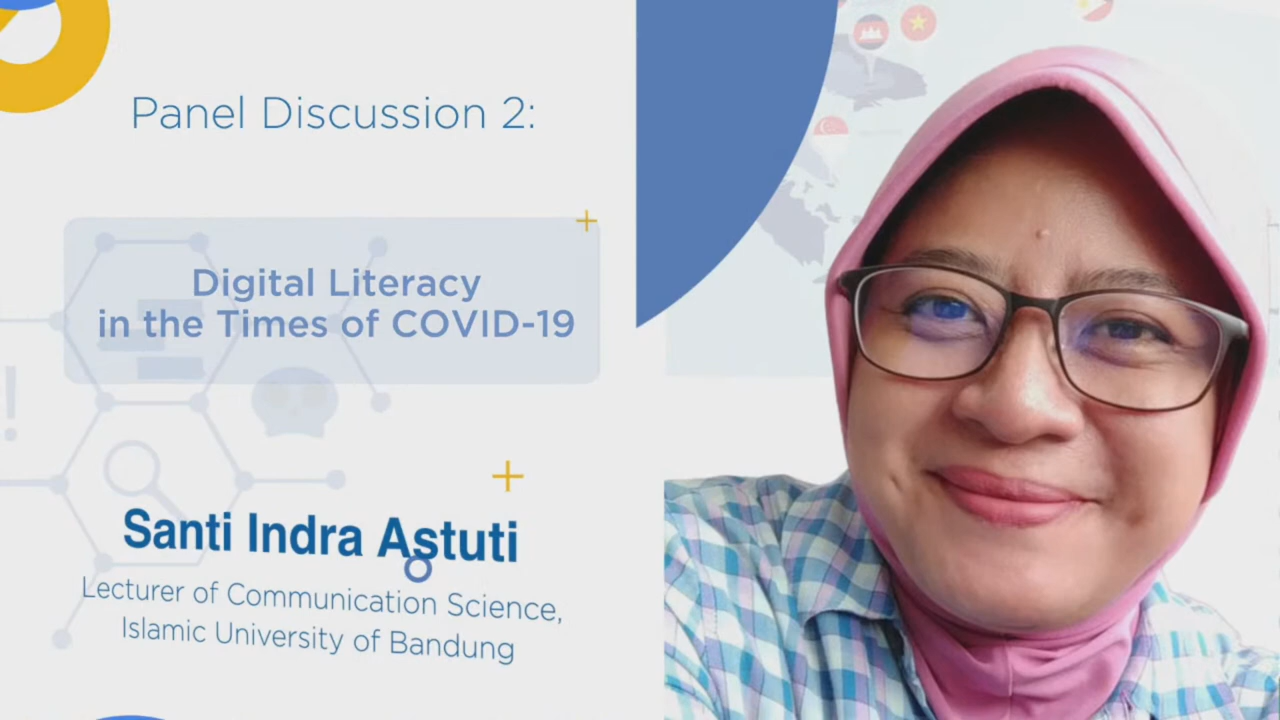 Panel Discussion 2:
Digital Literacy
in the Times of COVID-19
Santi Indra Astuti
Lecturer of Communication Science,
Islamic University of Bandung